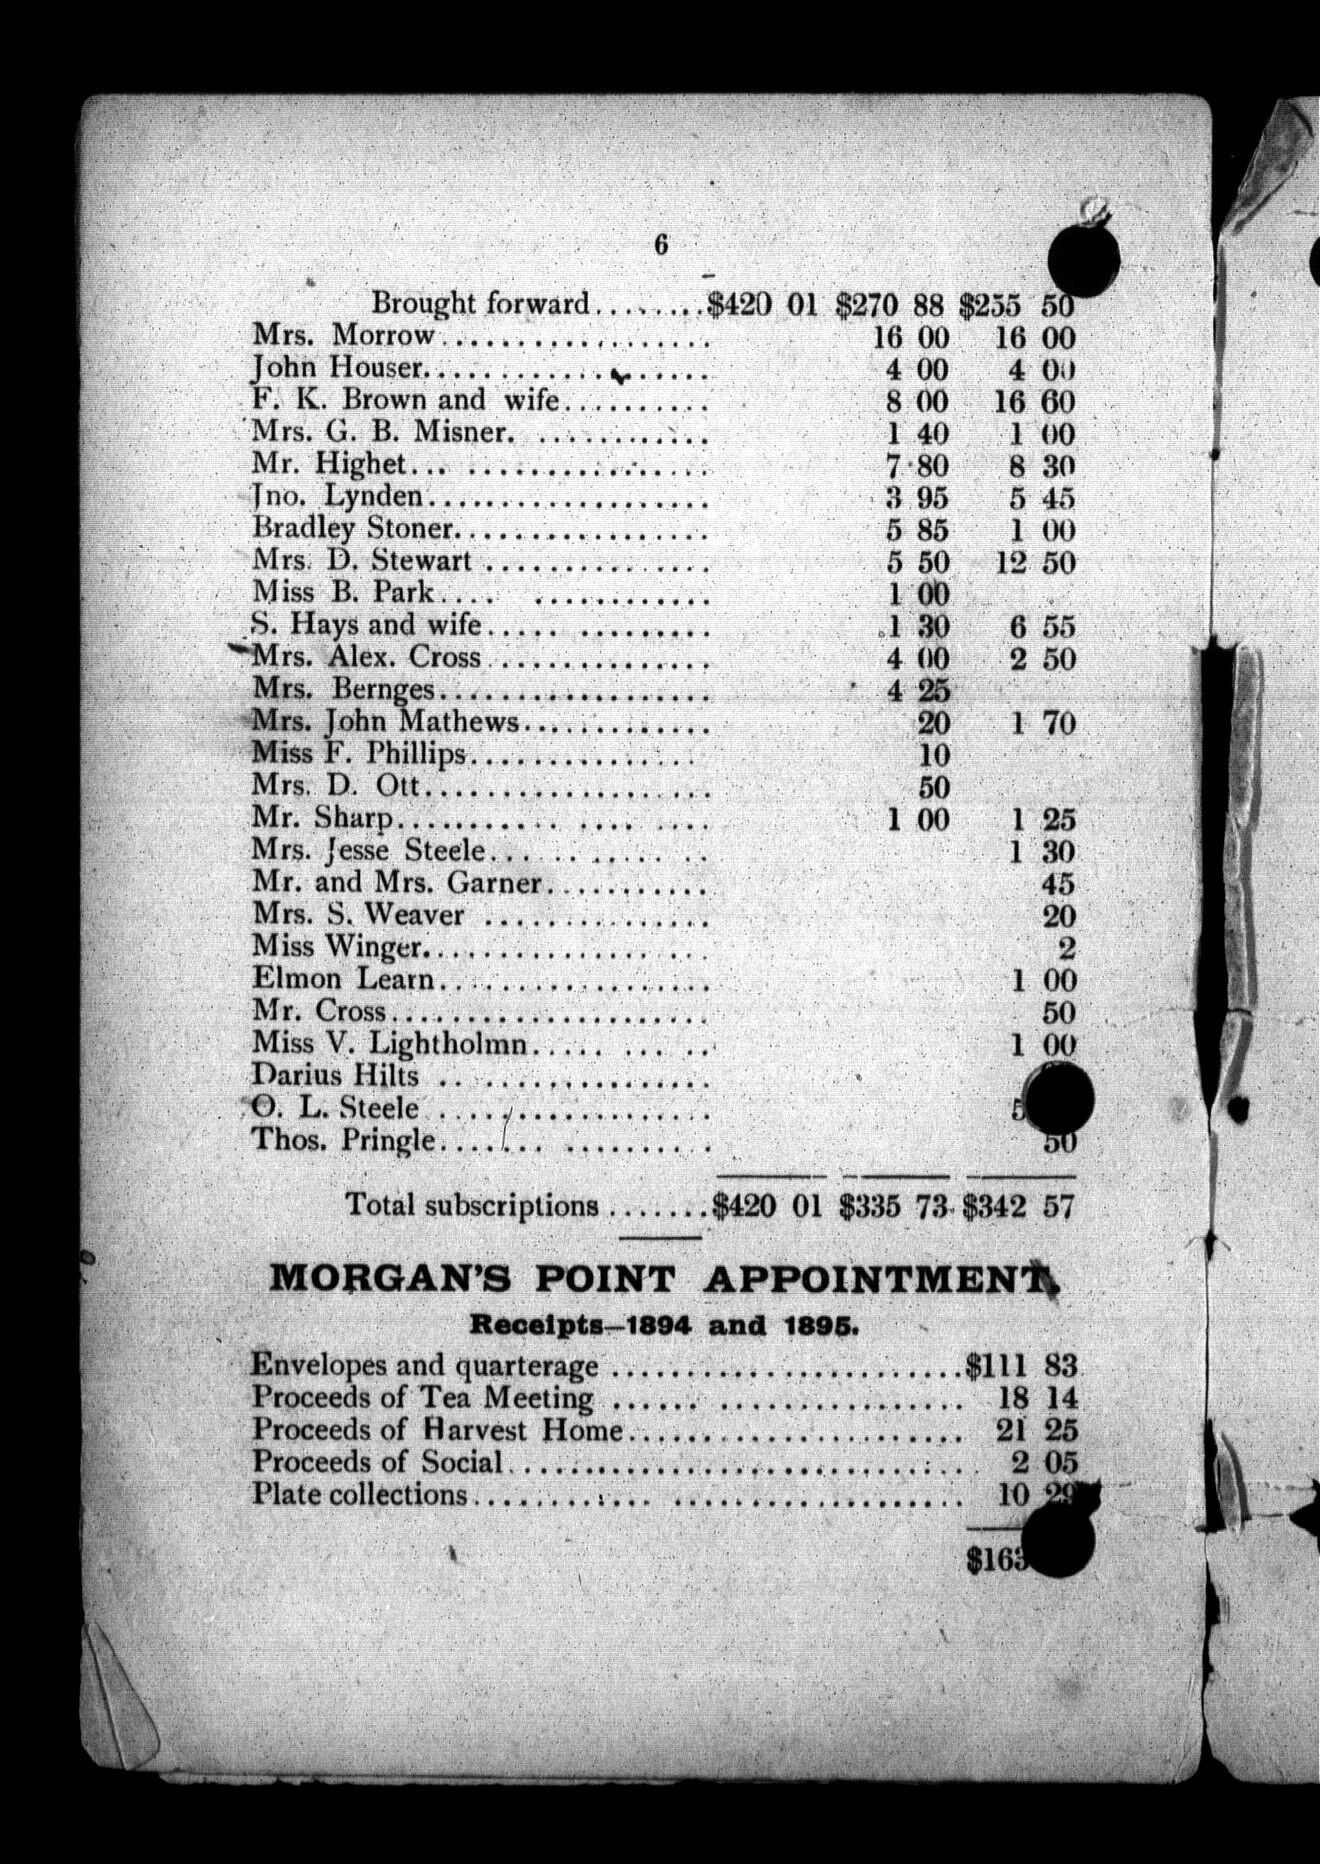 6
Brought forward........$420 01 $270 88 $255 50
Mrs. Morrow.................. 16 00 16 00
John Houser................... 4 00 4 00
F. K. Brown and wife.......... 8 00 16 60
Mrs. G. B. Misner. ............ 1 40 1 00
Mr. Highet... ................ 7 80 8 30
Jno. Lynden................... 3 95 5 45
Bradley Stoner................. 5 85 1 00
Mrs. D. Stewart ............... 5 50 12 50
Miss B. Park.... ............ 1 00
S. Hays and wife..... ......... 1 30 6 55
Mrs. Alex. Cross............... 4 00 2 50
Mrs. Bernges.................. 4 25
Mrs. John Mathews............. 20 1 70
Miss F. Phillips............... 10
Mrs. D. Ott................... 50
Mr. Sharp........... .... .... 1 00 1 25
Mrs. Jesse Steele... .. ..... .. 1 30
Mr. and Mrs. Garner........... 45
Mrs. S. Weaver ............... 20
Miss Winger................... 2
Elmon Learn.................. 1 00
Mr. Cross..................... 50
Miss V. Lightholmn..... ... .. 1 00
Darius Hilts .. ...............
O. L. Steele ................... 5
Thos. Pringle....... .......... 50
Total subscriptions .......$420 01 $335 73 $342 57
MORGAN'S POINT APPOINTMENT.
Receipts—1894 and 1895.
Envelopes and quarterage .......................$111 83
Proceeds of Tea Meeting ...... ................ 18 14
Proceeds of Harvest Home...................... 21 25
Proceeds of Social............................... 2 05
Plate collections............ ................... 10 29
$163